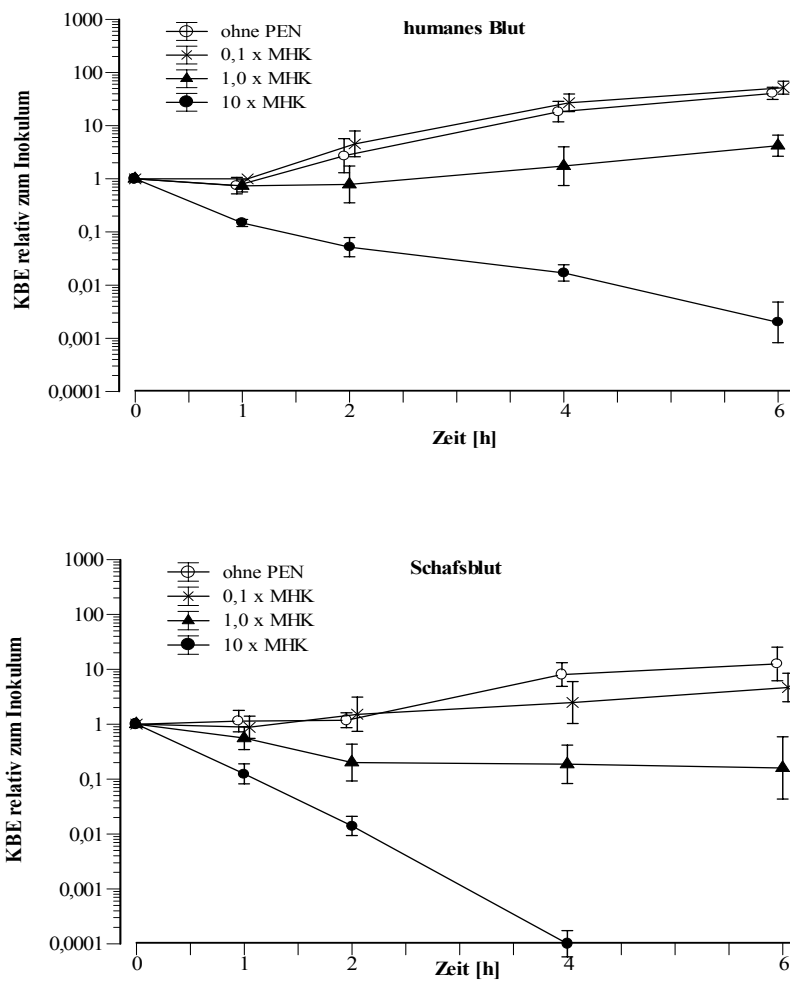 humanes Blut
ohne PEN
0,1 x MHK
1,0 x MHK
10 x MHK
KBE relativ zum Inokulum
1000
100
10
1
0,1
0,01
0,001
0,0001
0 1 2 4 6
Zeit [h]
Schafsblut
ohne PEN
0,1 x MHK
1,0 x MHK
10 x MHK
KBE relativ zum Inokulum
1000
100
10
1
0,1
0,01
0,001
0,0001
0 1 2 4 6
Zeit [h]